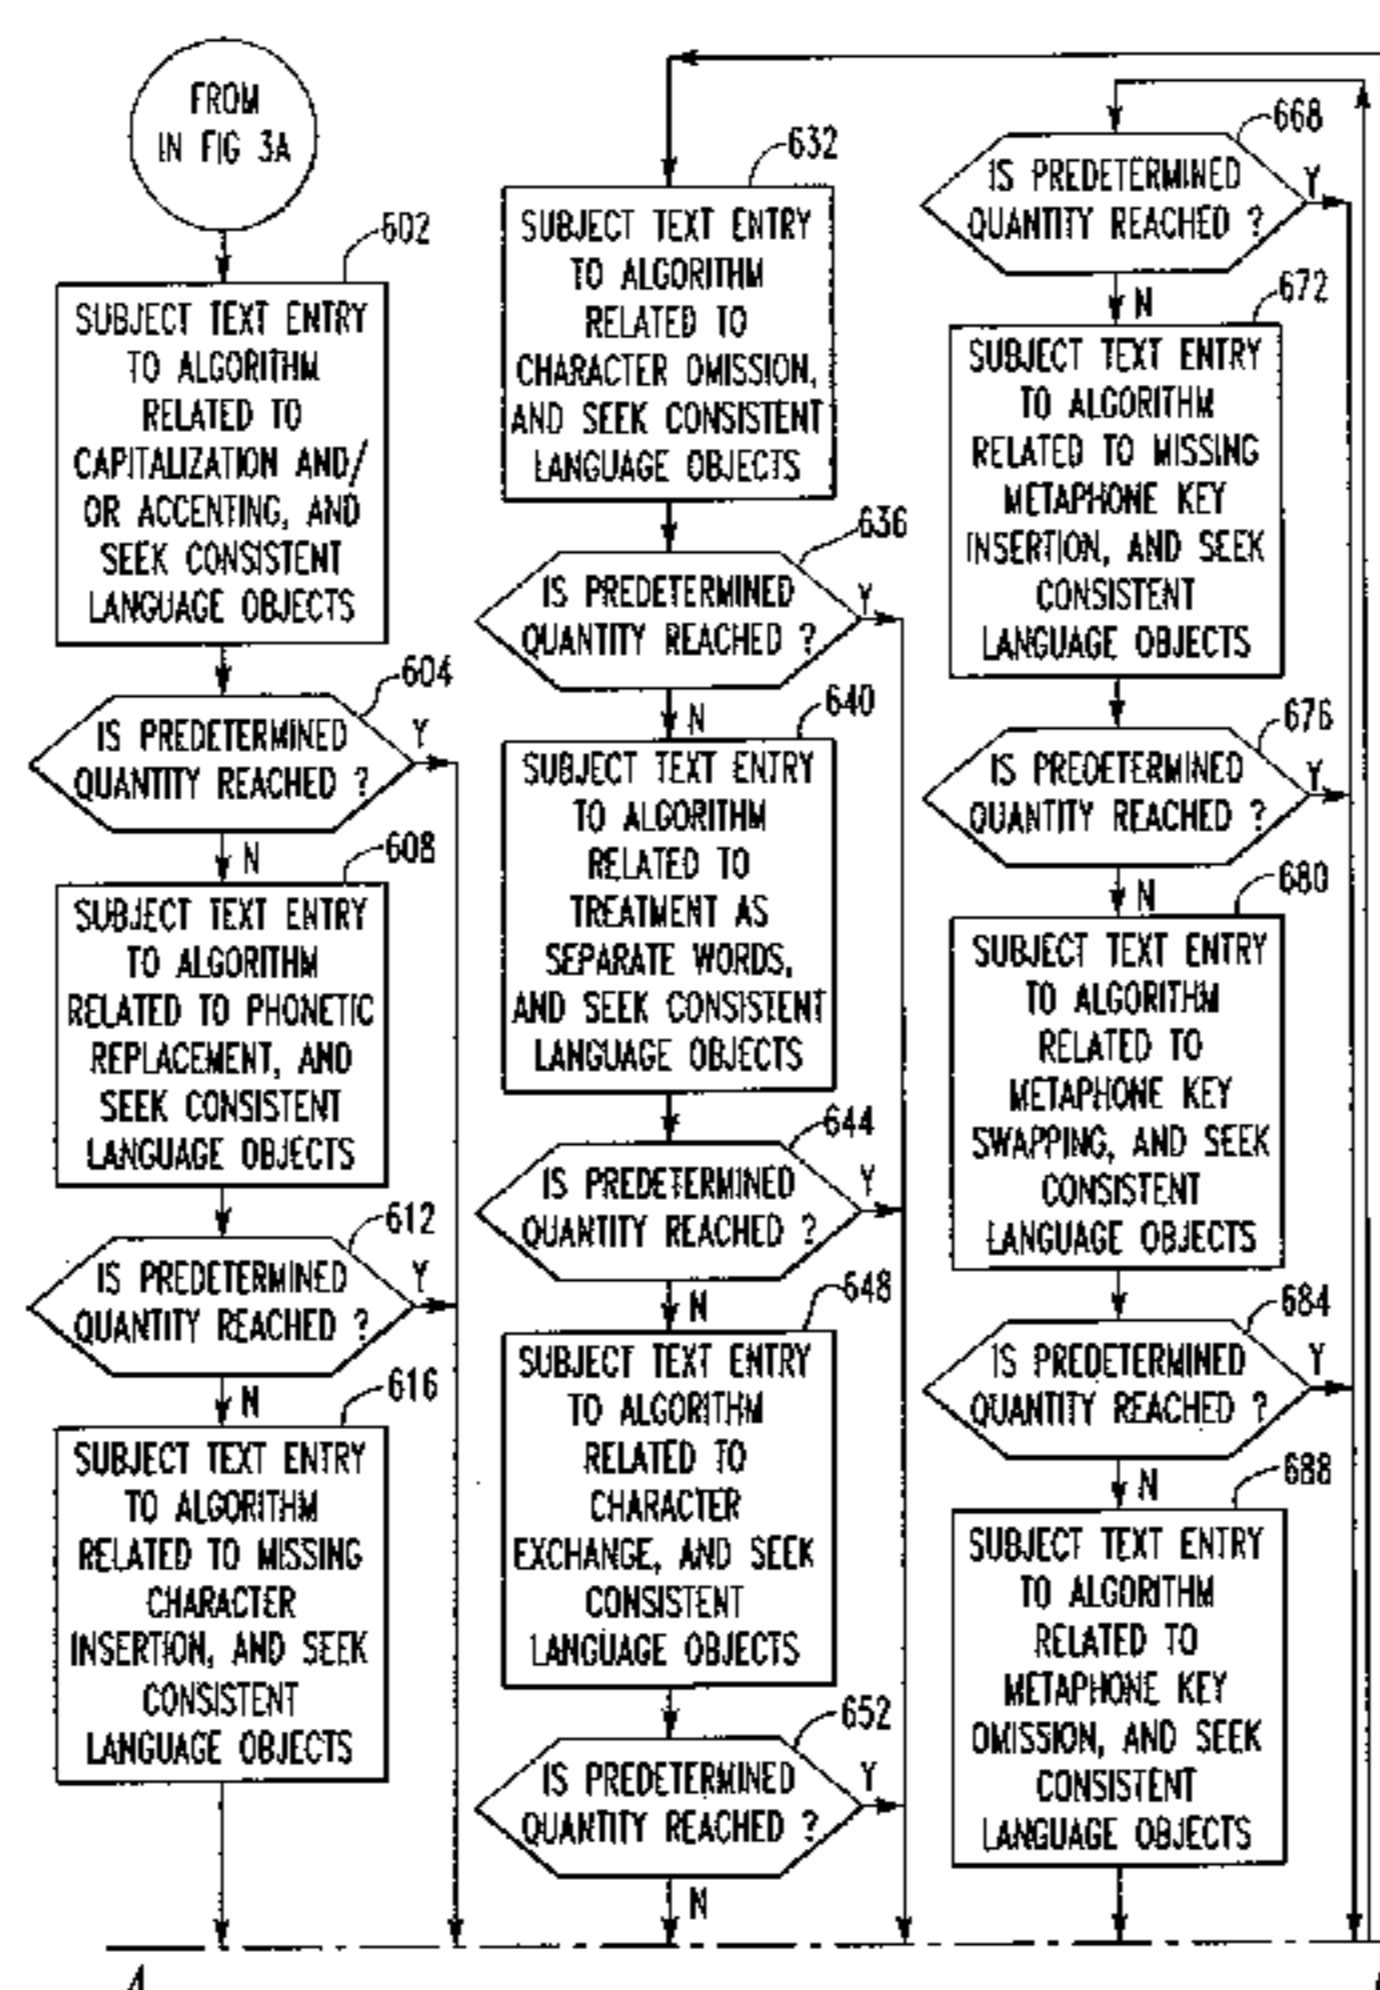 FROM
IN FIG 3A
602
SUBJECT TEXT ENTRY
TO ALGORITHM
RELATED TO
CAPITALIZATION AND/
OR ACCENTING, AND
SEEK CONSISTENT
LANGUAGE OBJECTS
604
IS PREDETERMINED
QUANTITY REACHED ?
Y
N
608
SUBJECT TEXT ENTRY
TO ALGORITHM
RELATED TO PHONETIC
REPLACEMENT, AND
SEEK CONSISTENT
LANGUAGE OBJECTS
612
IS PREDETERMINED
QUANTITY REACHED ?
Y
N
616
SUBJECT TEXT ENTRY
TO ALGORITHM
RELATED TO MISSING
CHARACTER
INSERTION, AND SEEK
CONSISTENT
LANGUAGE OBJECTS
632
SUBJECT TEXT ENTRY
TO ALGORITHM
RELATED TO
CHARACTER OMISSION,
AND SEEK CONSISTENT
LANGUAGE OBJECTS
636
IS PREDETERMINED
QUANTITY REACHED ?
Y
N
640
SUBJECT TEXT ENTRY
TO ALGORITHM
RELATED TO
TREATMENT AS
SEPARATE WORDS,
AND SEEK CONSISTENT
LANGUAGE OBJECTS
644
IS PREDETERMINED
QUANTITY REACHED ?
Y
N
648
SUBJECT TEXT ENTRY
TO ALGORITHM
RELATED TO
CHARACTER
EXCHANGE, AND SEEK
CONSISTENT
LANGUAGE OBJECTS
652
IS PREDETERMINED
QUANTITY REACHED ?
Y
N
668
IS PREDETERMINED
QUANTITY REACHED ?
Y
N
672
SUBJECT TEXT ENTRY
TO ALGORITHM
RELATED TO MISSING
METAPHONE KEY
INSERTION, AND SEEK
CONSISTENT
LANGUAGE OBJECTS
676
IS PREDETERMINED
QUANTITY REACHED ?
Y
N
680
SUBJECT TEXT ENTRY
TO ALGORITHM
RELATED TO
METAPHONE KEY
SWAPPING, AND SEEK
CONSISTENT
LANGUAGE OBJECTS
684
IS PREDETERMINED
QUANTITY REACHED ?
Y
N
688
SUBJECT TEXT ENTRY
TO ALGORITHM
RELATED TO
METAPHONE KEY
OMISSION, AND SEEK
CONSISTENT
LANGUAGE OBJECTS